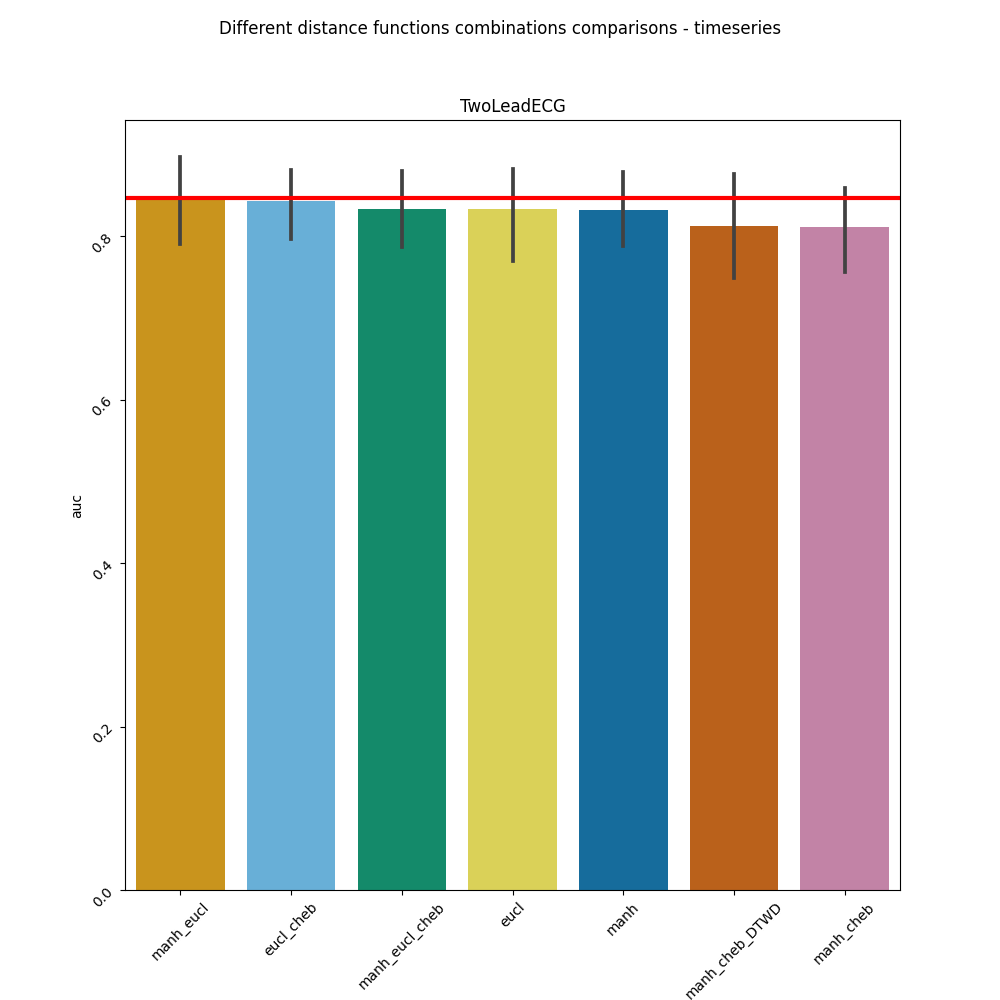 Different distance functions combinations comparisons - timeseries
TwoLeadECG
0.8
0.6
0.4
0.2
0.0
auc
manh_eucl
eucl_cheb
manh_eucl_cheb
eucl
manh
manh_cheb_DTWD
manh_cheb